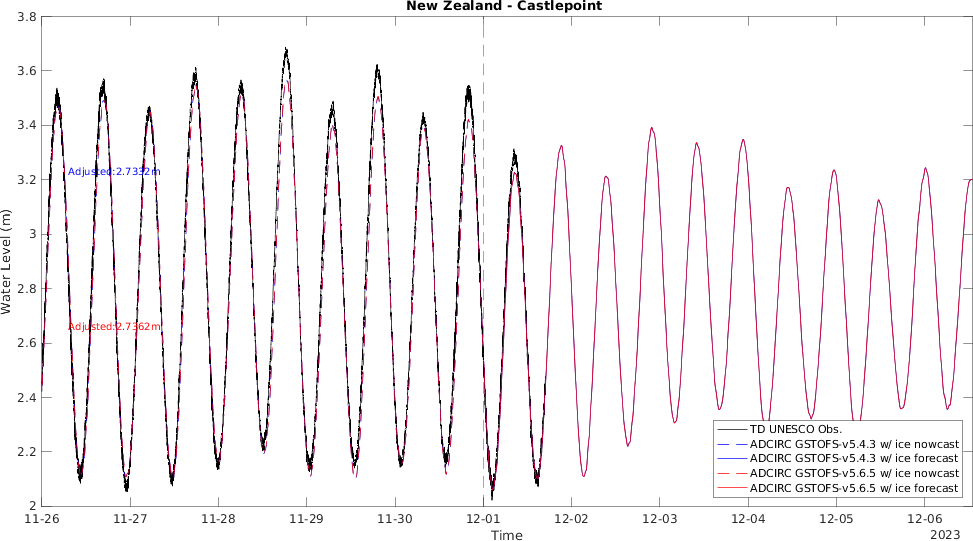 New Zealand - Castlepoint
3.8
3.6
3.4
3.2
3
2.8
2.6
2.4
2.2
2
Water Level (m)
Adjusted:2.7332m
Adjusted:2.7362m
TD UNESCO Obs.
ADCIRC GSTOFS-v5.4.3 w/ ice nowcast
ADCIRC GSTOFS-v5.4.3 w/ ice forecast
ADCIRC GSTOFS-v5.6.5 w/ ice nowcast
ADCIRC GSTOFS-v5.6.5 w/ ice forecast
11-26 11-27 11-28 11-29 11-30 12-01 12-02 12-03 12-04 12-05 12-06
Time
2023